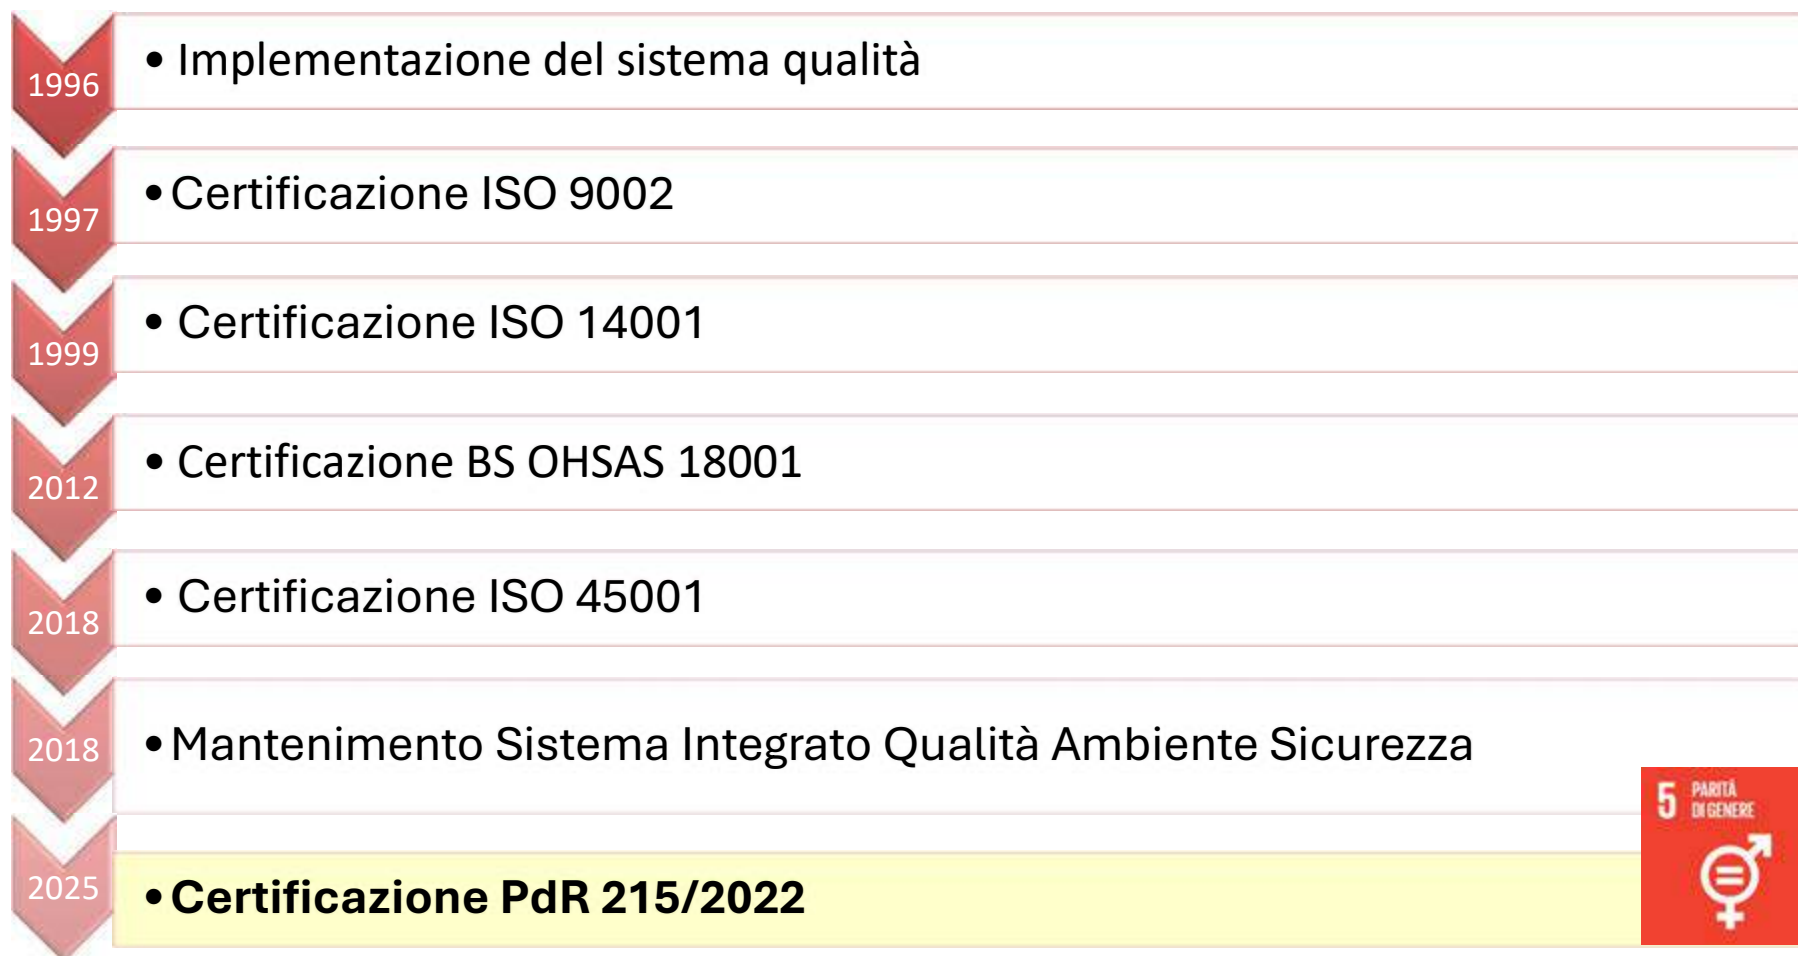 1996
• Implementazione del sistema qualità
1997
• Certificazione ISO 9002
1999
• Certificazione ISO 14001
2012
• Certificazione BS OHSAS 18001
2018
• Certificazione ISO 45001
2018
• Mantenimento Sistema Integrato Qualità Ambiente Sicurezza
5 PARITÀ
DI GENERE
2025
• Certificazione PdR 215/2022